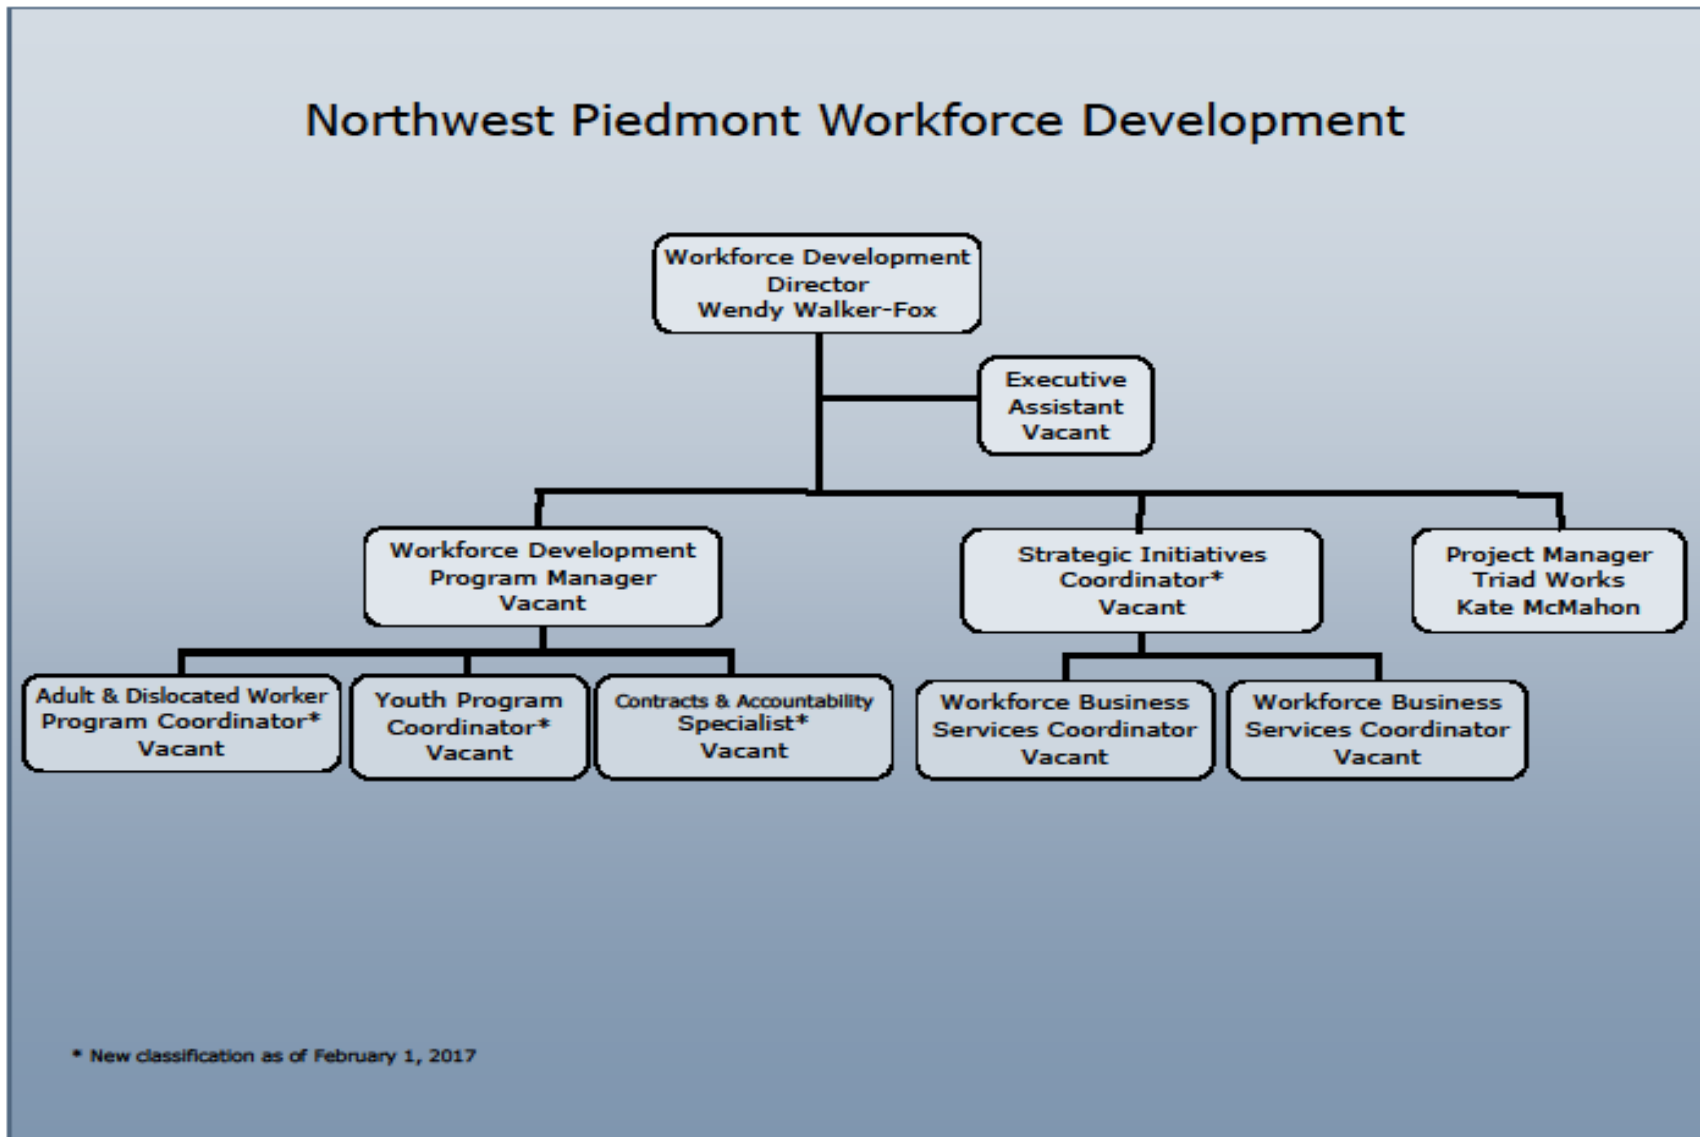 Northwest Piedmont Workforce Development
Workforce Development
Director
Wendy Walker-Fox
Executive
Assistant
Vacant
Workforce Development
Program Manager
Vacant
Strategic Initiatives
Coordinator*
Vacant
Project Manager
Triad Works
Kate McMahon
Adult & Dislocated Worker
Program Coordinator*
Vacant
Youth Program
Coordinator*
Vacant
Contracts & Accountability
Specialist*
Vacant
Workforce Business
Services Coordinator
Vacant
Workforce Business
Services Coordinator
Vacant
* New classification as of February 1, 2017